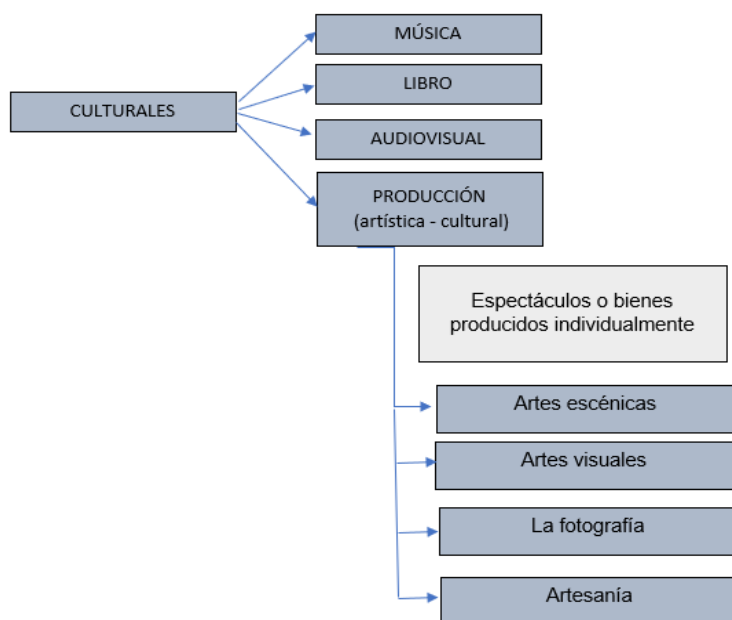 MÚSICA
LIBRO
CULTURALES
AUDIOVISUAL
PRODUCCIÓN
(artística - cultural)
Espectáculos o bienes
producidos individualmente
Artes escénicas
Artes visuales
La fotografía
Artesanía